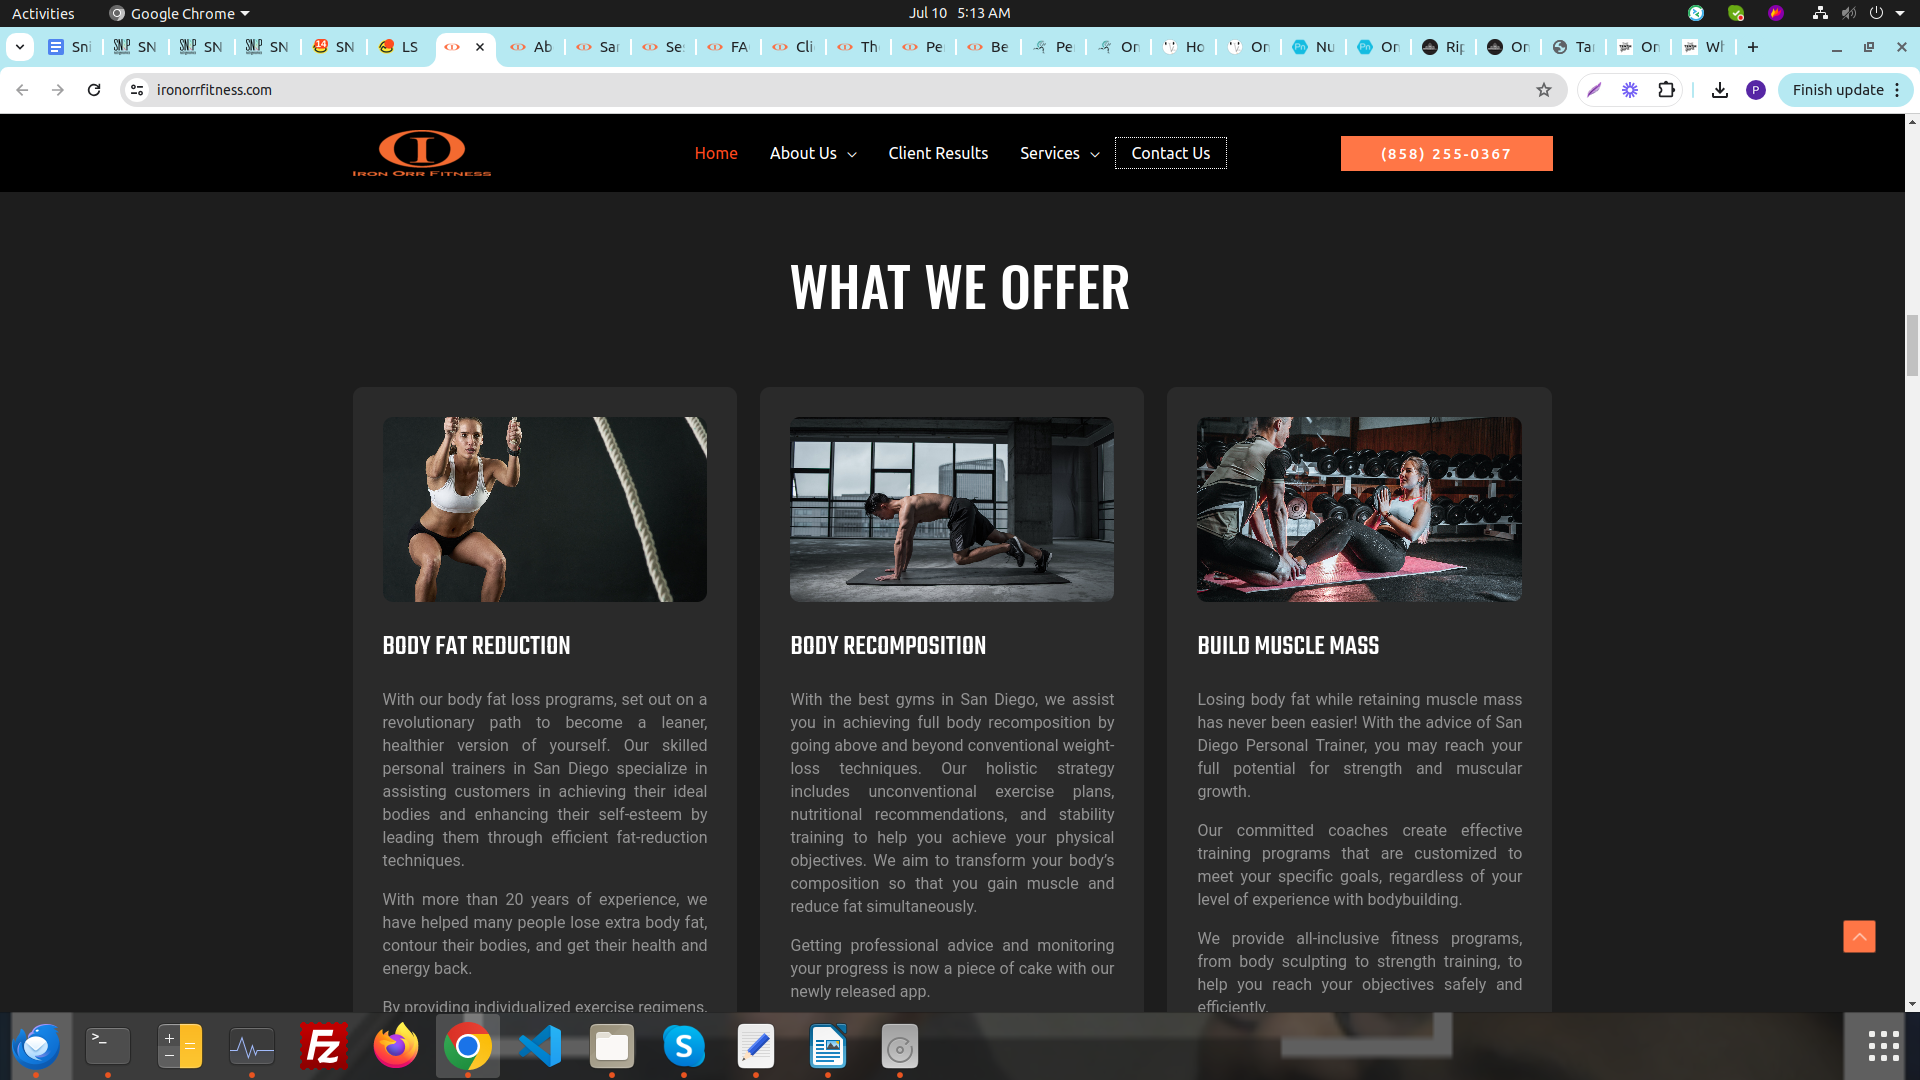 Activities
Google Chrome
Jul 10 5:13 AM
Sni
SN
SN
SN
SN
LS
Ab
Sar
Se
FA
Cli
Th
Pe
Be
Pe
On
Ho
On
Nu
On
Rip
On
Tar
On
Wh
ironorrfitness.com
P
Finish update
IRON ORR FITNESS
Home
About Us
Client Results
Services
Contact Us
(858) 255-0367
WHAT WE OFFER
BODY FAT REDUCTION
With our body fat loss programs, set out on a
revolutionary path to become a leaner,
healthier version of yourself. Our skilled
personal trainers in San Diego specialize in
assisting customers in achieving their ideal
bodies and enhancing their self-esteem by
leading them through efficient fat-reduction
techniques.
With more than 20 years of experience, we
have helped many people lose extra body fat,
contour their bodies, and get their health and
energy back.
By providing individualized exercise regimens,
BODY RECOMPOSITION
With the best gyms in San Diego, we assist
you in achieving full body recomposition by
going above and beyond conventional weight-
loss techniques. Our holistic strategy
includes unconventional exercise plans,
nutritional recommendations, and stability
training to help you achieve your physical
objectives. We aim to transform your body’s
composition so that you gain muscle and
reduce fat simultaneously.
Getting professional advice and monitoring
your progress is now a piece of cake with our
newly released app.
BUILD MUSCLE MASS
Losing body fat while retaining muscle mass
has never been easier! With the advice of San
Diego Personal Trainer, you may reach your
full potential for strength and muscular
growth.
Our committed coaches create effective
training programs that are customized to
meet your specific goals, regardless of your
level of experience with bodybuilding.
We provide all-inclusive fitness programs,
from body sculpting to strength training, to
help you reach your objectives safely and
efficiently.